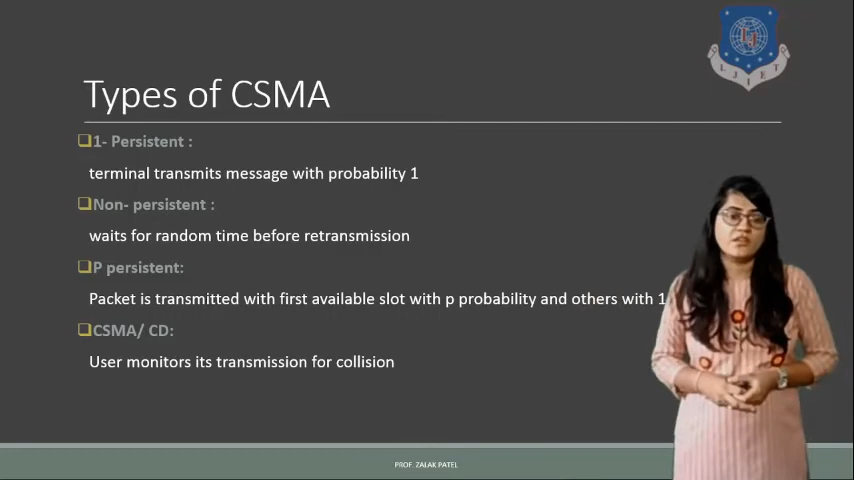 LJIET
Types of CSMA
1- Persistent :
terminal transmits message with probability 1
Non- persistent :
waits for random time before retransmission
P persistent:
Packet is transmitted with first available slot with p probability and others with 1
CSMA/ CD:
User monitors its transmission for collision
PROF. ZALAK PATEL